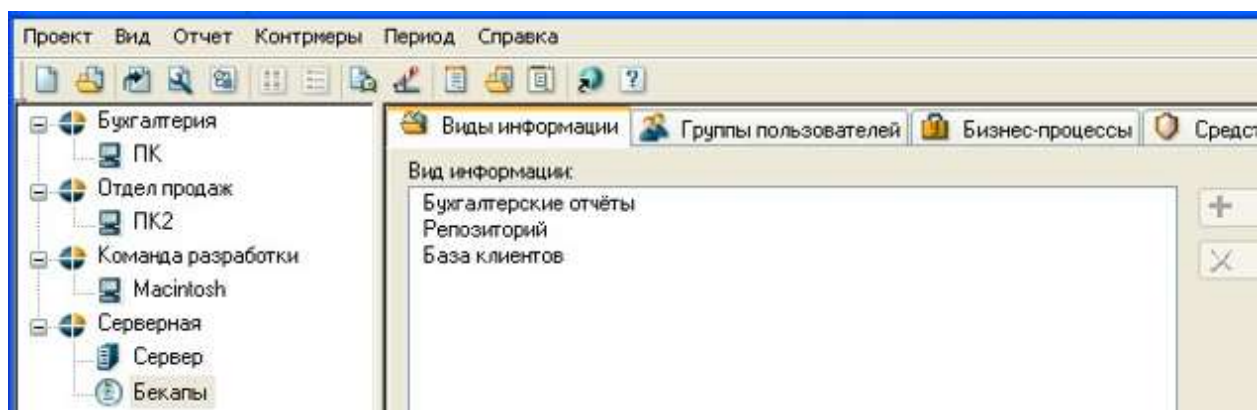 Проект Вид Отчет Контрмеры Период Справка
Бухгалтерия
ПК
Отдел продаж
ПК2
Команда разработки
Macintosh
Серверная
Сервер
Бекапы
Виды информации Группы пользователей Бизнес-процессы Средст
Вид информации:
Бухгалтерские отчёты
Репозиторий
База клиентов